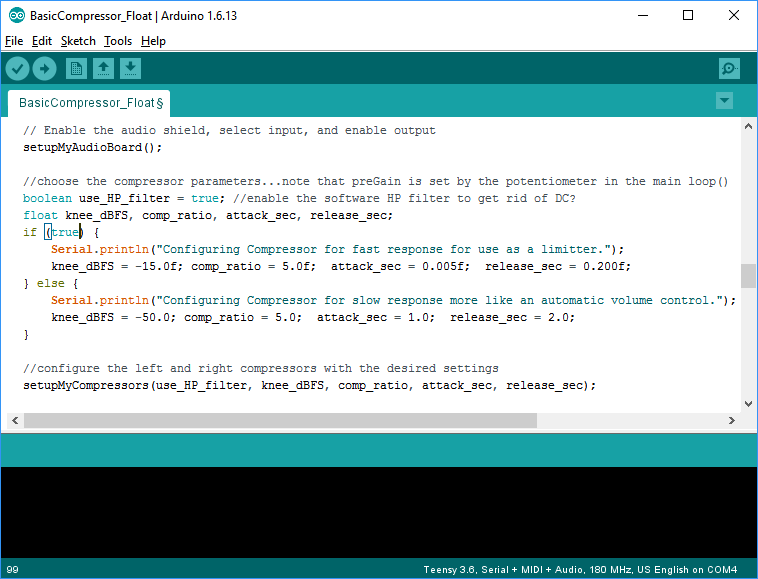 BasicCompressor_Float | Arduino 1.6.13
File Edit Sketch Tools Help
BasicCompressor_Float §
// Enable the audio shield, select input, and enable output
setupMyAudioBoard();
//choose the compressor parameters...note that preGain is set by the potentiometer in the main loop()
boolean use_HP_filter = true; //enable the software HP filter to get rid of DC?
float knee_dBFS, comp_ratio, attack_sec, release_sec;
if (true) {
Serial.println("Configuring Compressor for fast response for use as a limitter.");
knee_dBFS = -15.0f; comp_ratio = 5.0f;  attack_sec = 0.005f;  release_sec = 0.200f;
} else {
Serial.println("Configuring Compressor for slow response more like an automatic volume control.");
knee_dBFS = -50.0; comp_ratio = 5.0;  attack_sec = 1.0;  release_sec = 2.0;
}
//configure the left and right compressors with the desired settings
setupMyCompressors(use_HP_filter, knee_dBFS, comp_ratio, attack_sec, release_sec);
99
Teensy 3.6, Serial + MIDI + Audio, 180 MHz, US English on COM4